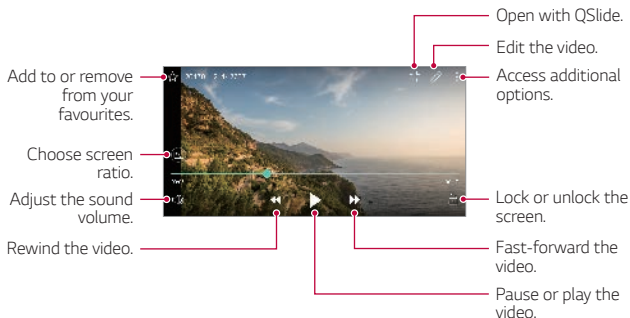 Open with QSlide.
Edit the video.
Add to or remove
from your
favourites.
Access additional
options.
Choose screen
ratio.
Adjust the sound
volume.
Lock or unlock the
screen.
Rewind the video.
Fast-forward the
video.
Pause or play the
video.